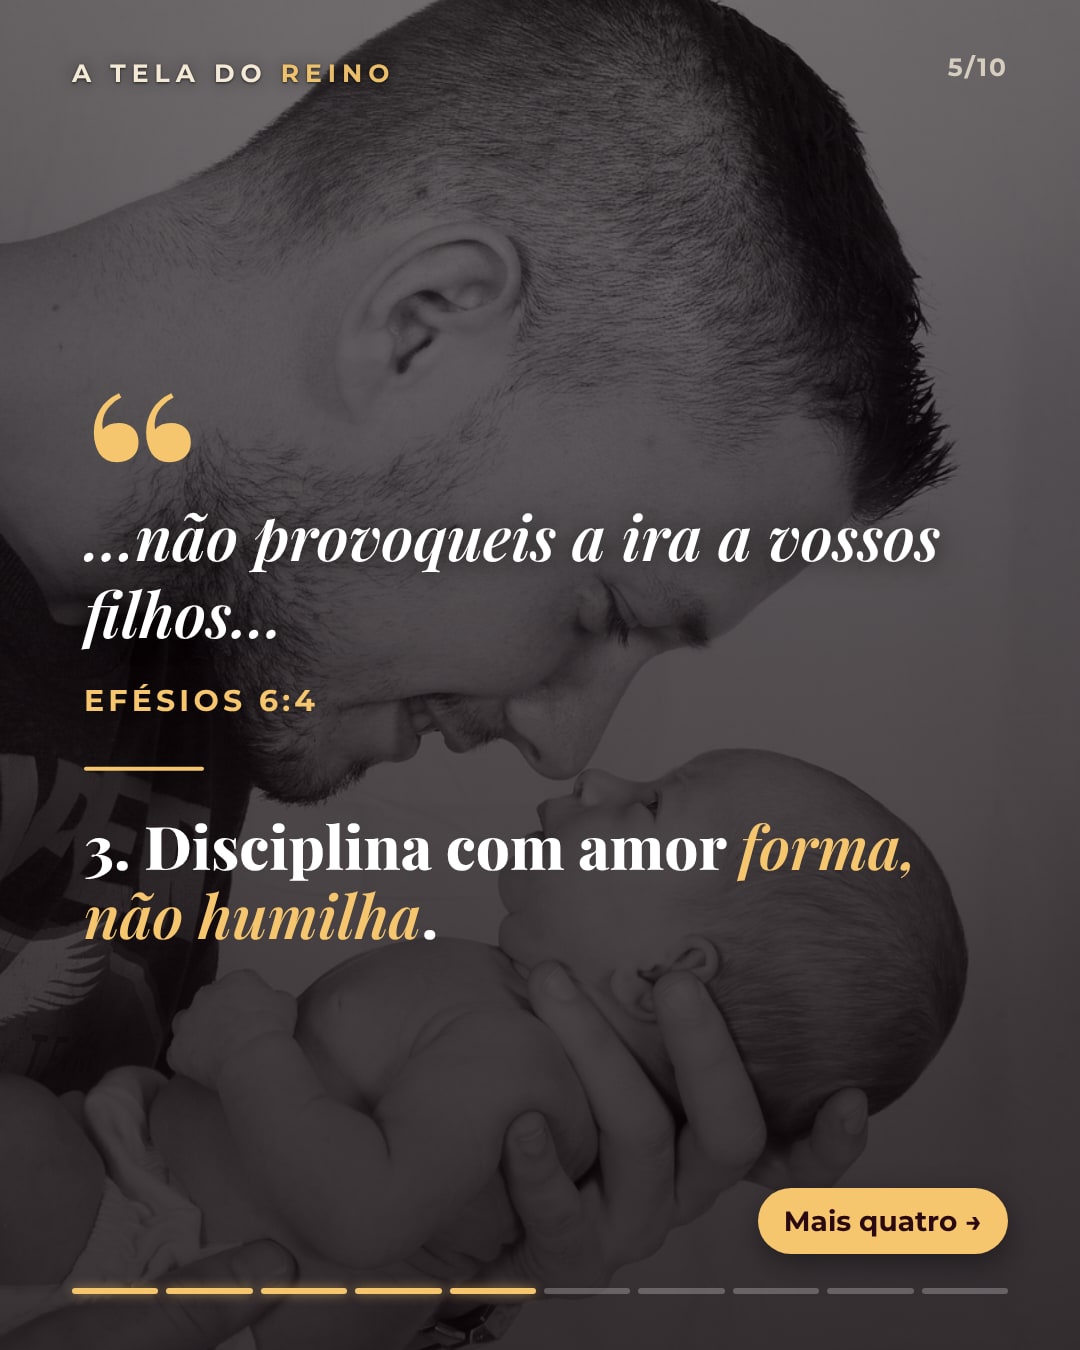 A TELA DO REINO
5/10
“
...não provoqueis a ira a vossos
filhos...
EFÉSIOS 6:4
3. Disciplina com amor forma,
não humilha.
Mais quatro →